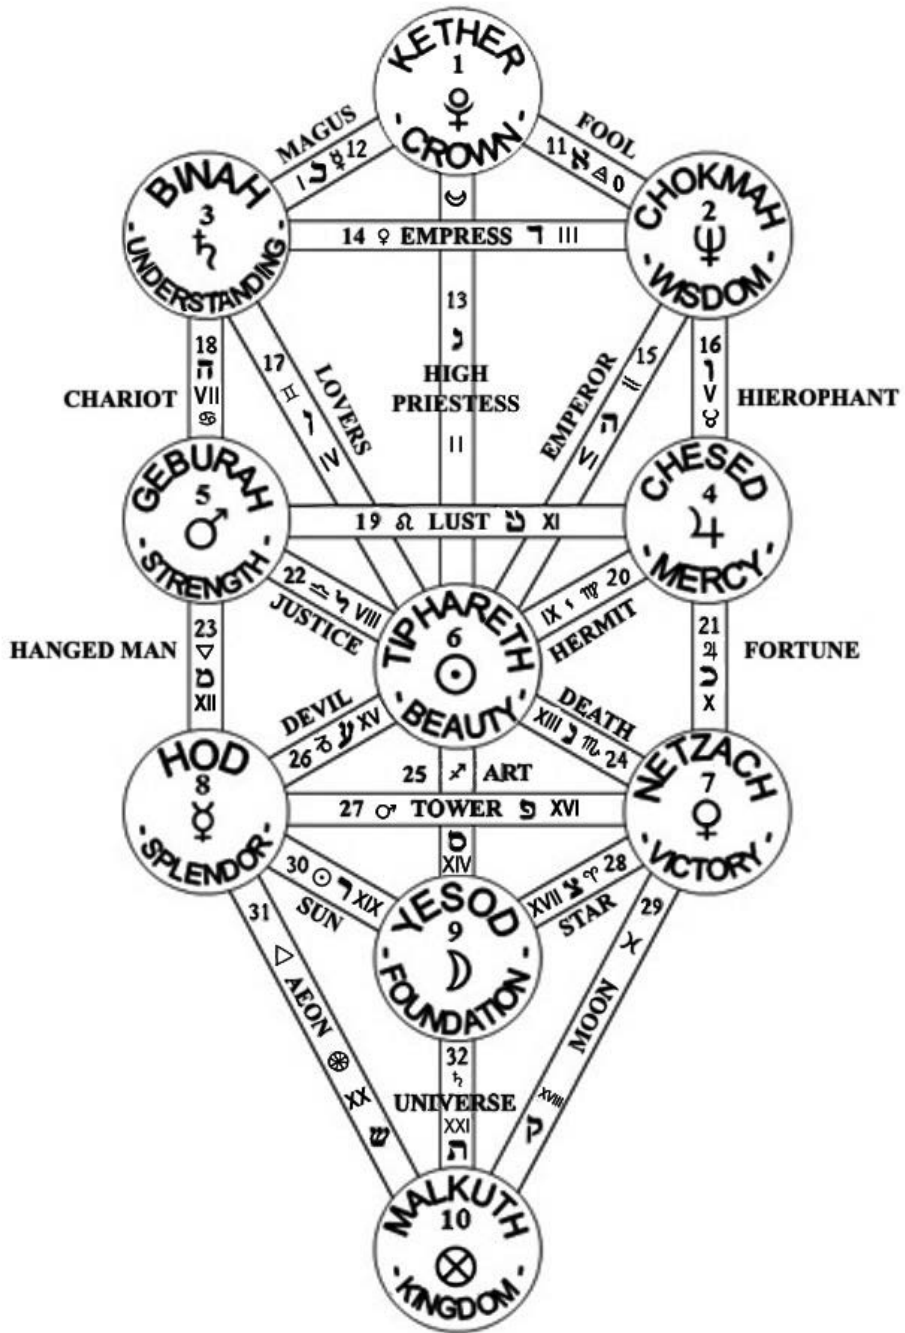 KETHER
1
♇
- CROWN -
MAGUS
I ב ☿ 12
FOOL
11 א 🜁 0
BINAH
3
♄
- UNDERSTANDING -
☽
CHOKMAH
2
♆
- WISDOM -
14 ♀ EMPRESS ד III
13
ג
HIGH
PRIESTESS
II
18
ה
VII
♋
CHARIOT
17 ♊ ז IV
LOVERS
EMPEROR
15 ♒ ה VI
16
ו
V
♉
HIEROPHANT
GEBURAH
5
♂
- STRENGTH -
CHESED
4
♃
- MERCY -
19 ♌ LUST ט XI
22 ♎ ל VIII
JUSTICE
IX י ♍ 20
HERMIT
TIPHARETH
6
☉
- BEAUTY -
HANGED MAN
23
▽
מ
XII
21
♃
כ
X
FORTUNE
DEVIL
26 ♑ ע XV
DEATH
XIII נ ♏ 24
HOD
8
☿
- SPLENDOR -
25 ♐ ART
NETZACH
7
♀
- VICTORY -
27 ♂ TOWER פ XVI
ס
XIV
30 ☉ ר XIX
SUN
XVII צ ♈ 28
STAR
YESOD
9
☽
- FOUNDATION -
31 △ AEON ⊛ XX ש
29 ♓ MOON XVIII ק
32
♄
UNIVERSE
XXI
ת
MALKUTH
10
⊗
- KINGDOM -